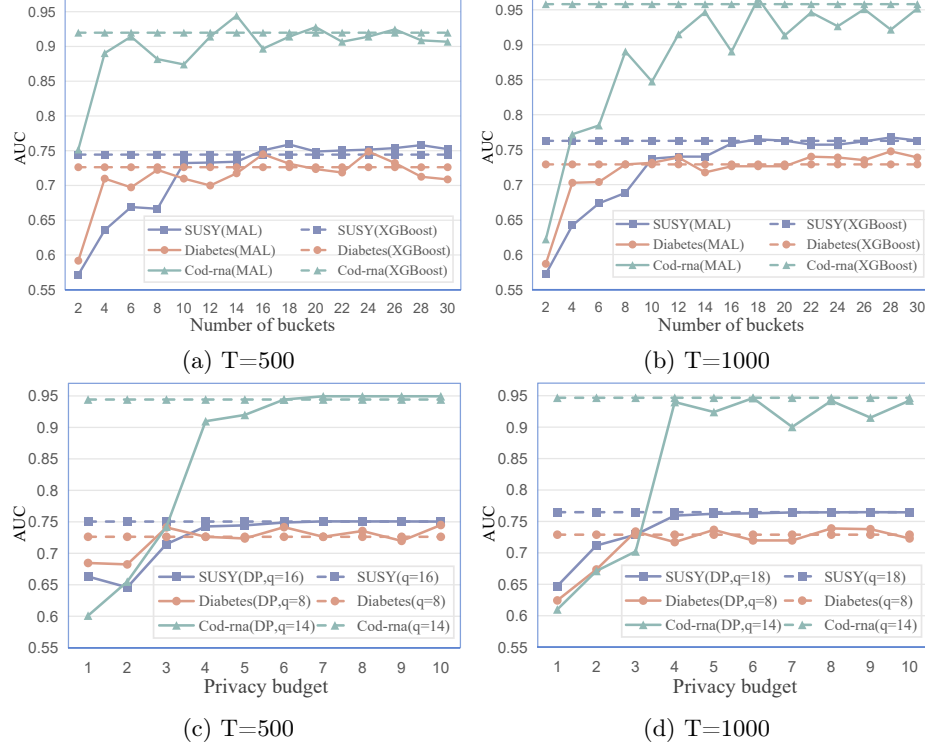 0.95
0.9
0.85
0.8
0.75
0.7
0.65
0.6
0.55
AUC
SUSY(MAL) SUSY(XGBoost)
Diabetes(MAL) Diabetes(XGBoost)
Cod-rna(MAL) Cod-rna(XGBoost)
2 4 6 8 10 12 14 16 18 20 22 24 26 28 30
Number of buckets
(a) T=500
0.95
0.9
0.85
0.8
0.75
0.7
0.65
0.6
0.55
AUC
SUSY(MAL) SUSY(XGBoost)
Diabetes(MAL) Diabetes(XGBoost)
Cod-rna(MAL) Cod-rna(XGBoost)
2 4 6 8 10 12 14 16 18 20 22 24 26 28 30
Number of buckets
(b) T=1000
0.95
0.9
0.85
0.8
0.75
0.7
0.65
0.6
0.55
AUC
SUSY(DP,q=16) SUSY(q=16)
Diabetes(DP,q=8) Diabetes(q=8)
Cod-rna(DP,q=14) Cod-rna(q=14)
1 2 3 4 5 6 7 8 9 10
Privacy budget
(c) T=500
0.95
0.9
0.85
0.8
0.75
0.7
0.65
0.6
0.55
AUC
SUSY(DP,q=18) SUSY(q=18)
Diabetes(DP,q=8) Diabetes(q=8)
Cod-rna(DP,q=14) Cod-rna(q=14)
1 2 3 4 5 6 7 8 9 10
Privacy budget
(d) T=1000